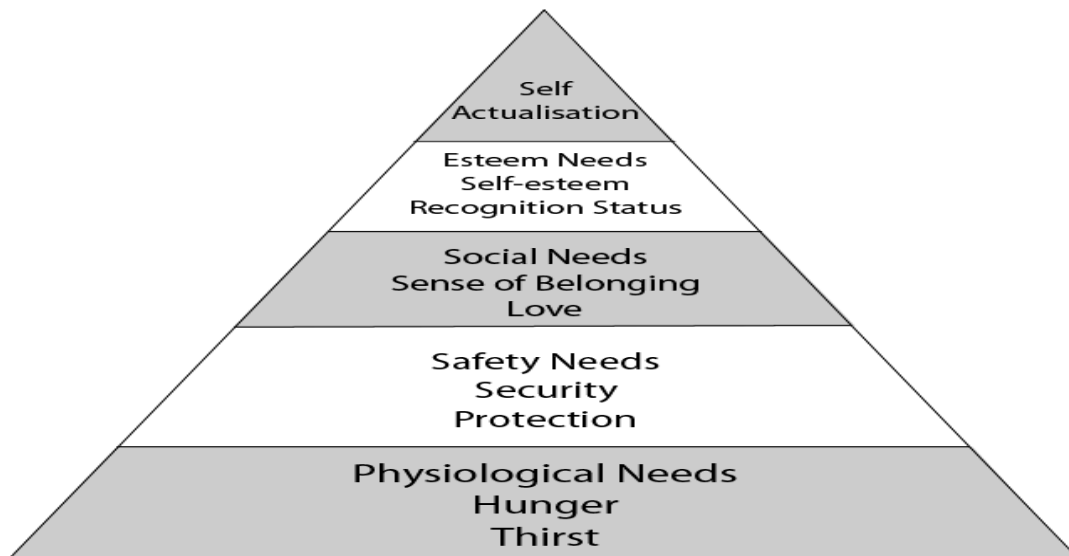 Self
Actualisation
Esteem Needs
Self-esteem
Recognition Status
Social Needs
Sense of Belonging
Love
Safety Needs
Security
Protection
Physiological Needs
Hunger
Thirst